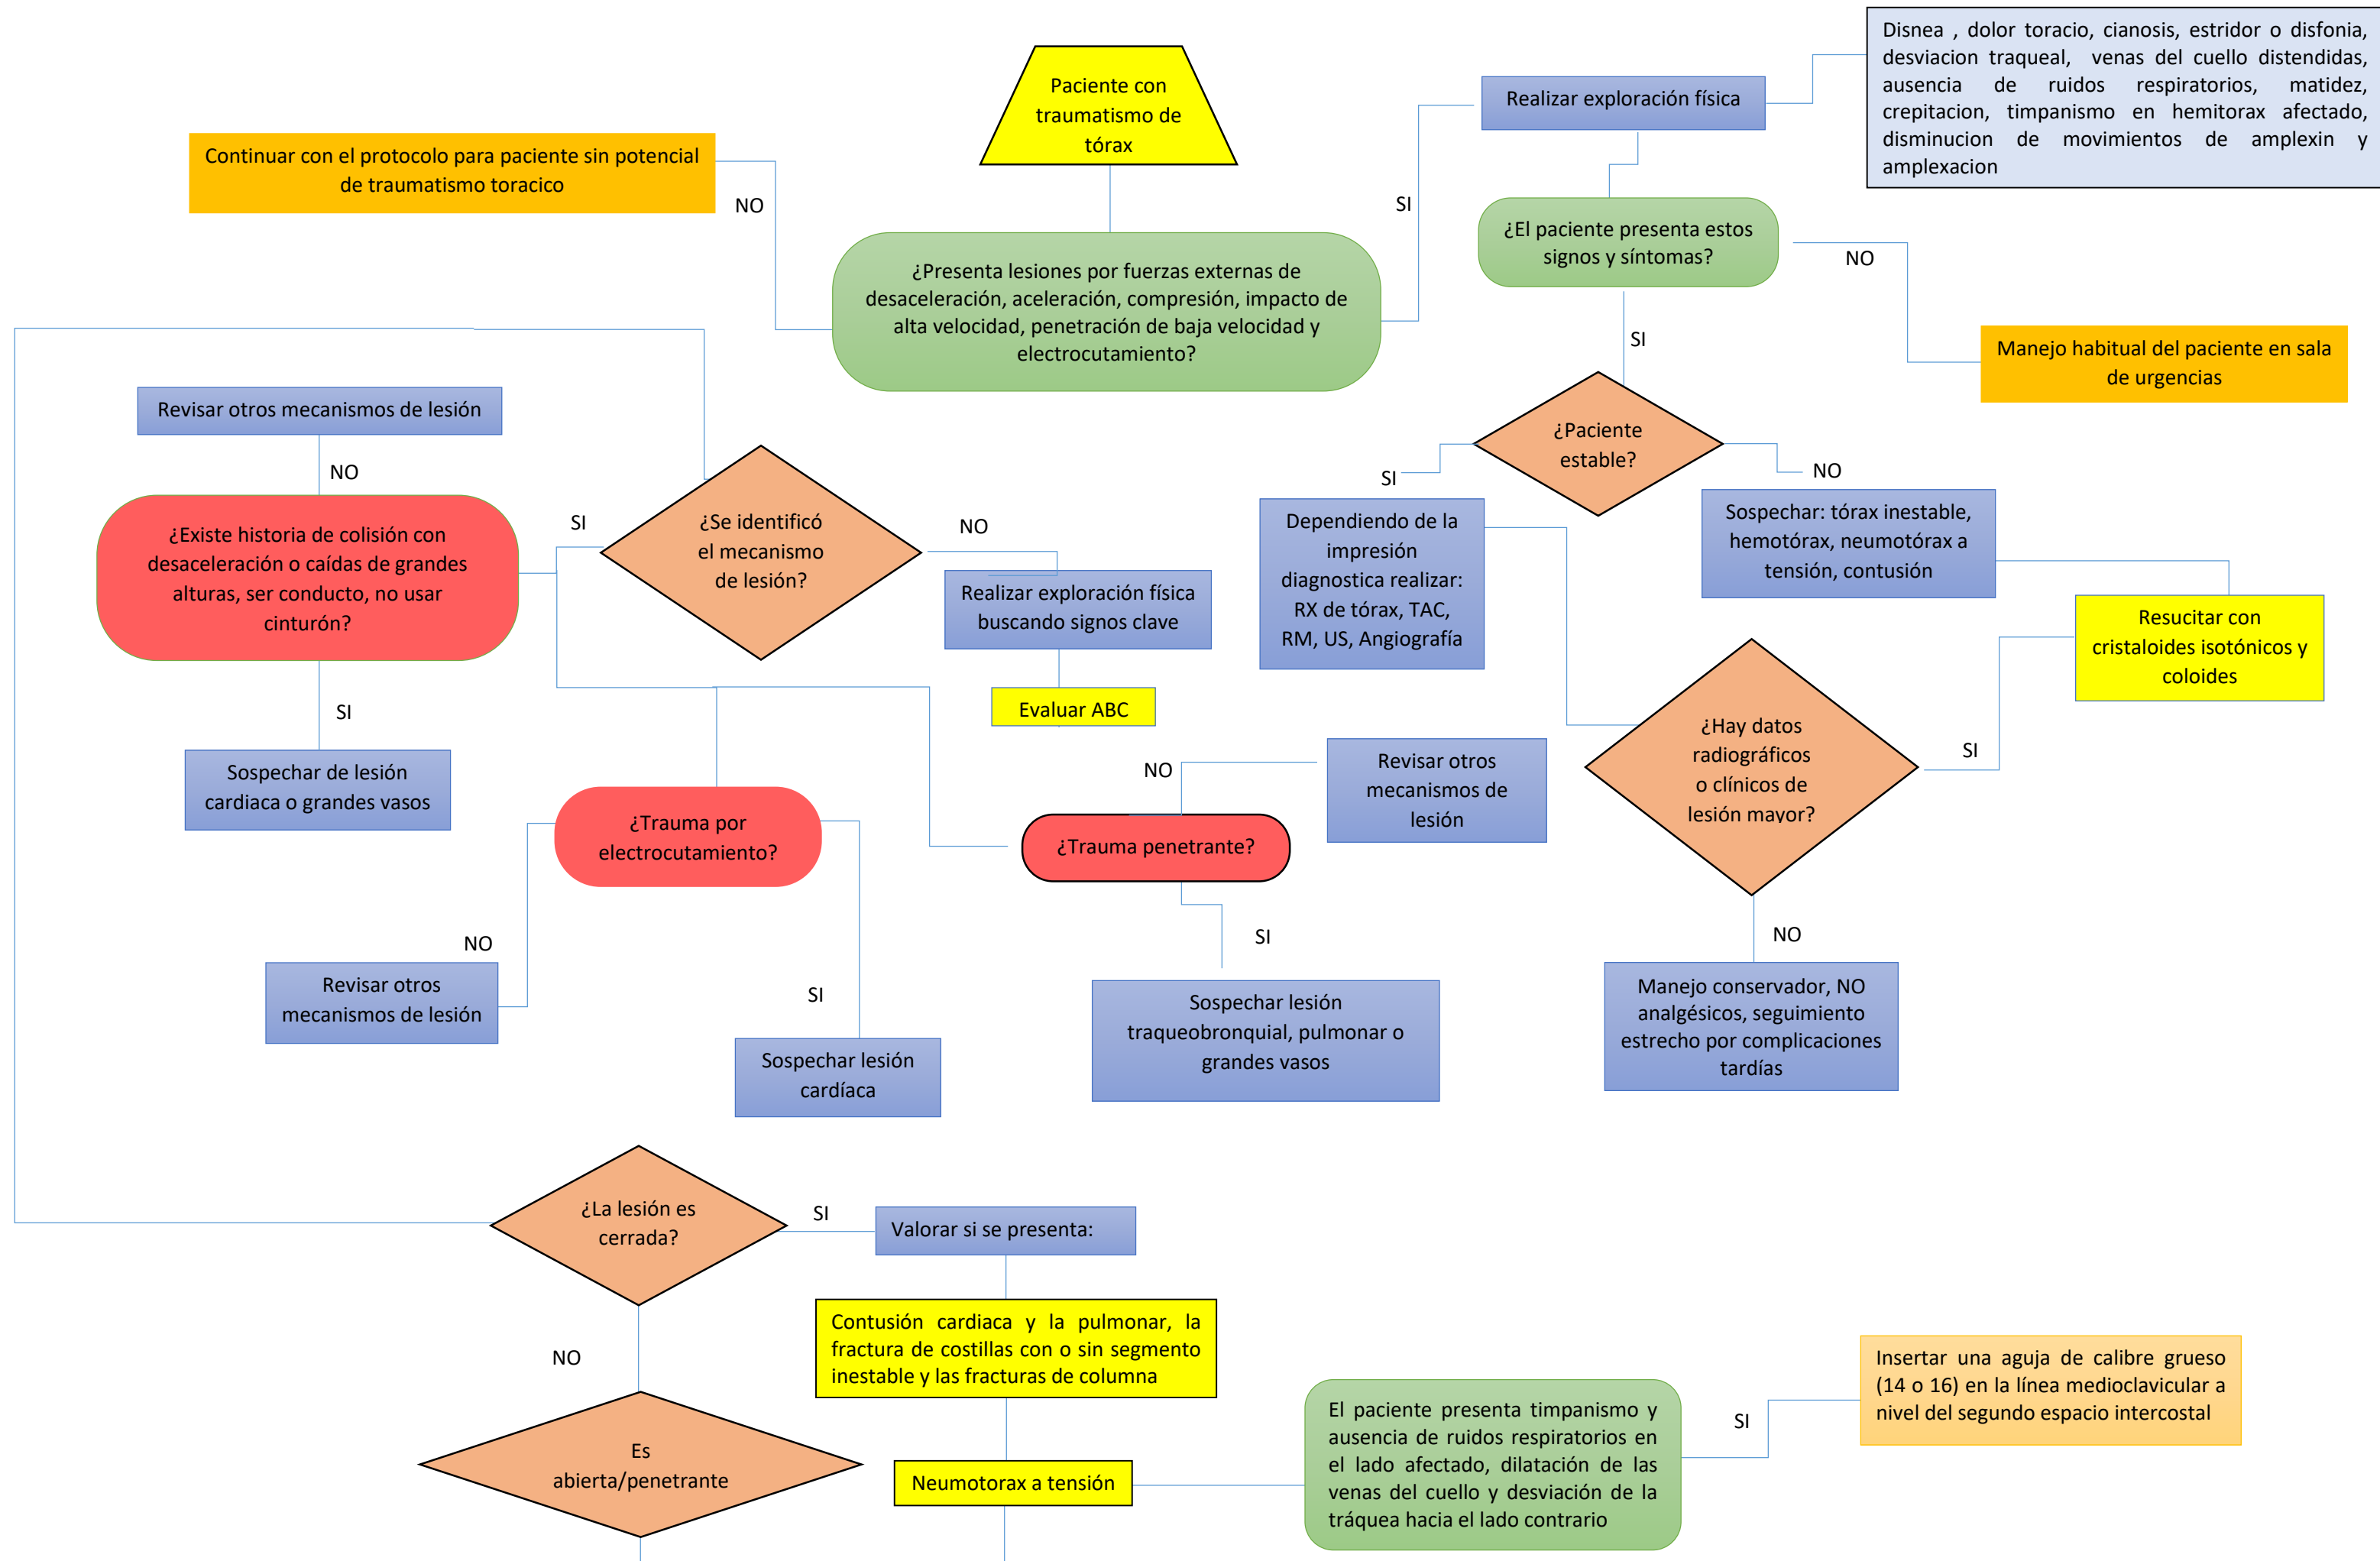 Disnea , dolor toracio, cianosis, estridor o disfonia,
desviacion traqueal, venas del cuello distendidas,
ausencia de ruidos respiratorios, matidez,
crepitacion, timpanismo en hemitorax afectado,
disminucion de movimientos de amplexin y
amplexacion
Paciente con
traumatismo de
tórax
Realizar exploración física
Continuar con el protocolo para paciente sin potencial
de traumatismo toracico
NO
SI
¿El paciente presenta estos
signos y síntomas?
NO
¿Presenta lesiones por fuerzas externas de
desaceleración, aceleración, compresión, impacto de
alta velocidad, penetración de baja velocidad y
electrocutamiento?
SI
Manejo habitual del paciente en sala
de urgencias
Revisar otros mecanismos de lesión
NO
¿Paciente
estable?
SI
NO
¿Existe historia de colisión con
desaceleración o caídas de grandes
alturas, ser conducto, no usar
cinturón?
SI
¿Se identificó
el mecanismo
de lesión?
NO
Dependiendo de la
impresión
diagnostica realizar:
RX de tórax, TAC,
RM, US, Angiografía
Sospechar: tórax inestable,
hemotórax, neumotórax a
tensión, contusión
Realizar exploración física
buscando signos clave
Resucitar con
cristaloides isotónicos y
coloides
Evaluar ABC
SI
Sospechar de lesión
cardiaca o grandes vasos
¿Hay datos
radiográficos
o clínicos de
lesión mayor?
SI
NO
Revisar otros
mecanismos de
lesión
¿Trauma por
electrocutamiento?
¿Trauma penetrante?
NO
SI
NO
Revisar otros
mecanismos de lesión
SI
Sospechar lesión
cardíaca
Sospechar lesión
traqueobronquial, pulmonar o
grandes vasos
Manejo conservador, NO
analgésicos, seguimiento
estrecho por complicaciones
tardías
¿La lesión es
cerrada?
SI
Valorar si se presenta:
NO
Contusión cardiaca y la pulmonar, la
fractura de costillas con o sin segmento
inestable y las fracturas de columna
Insertar una aguja de calibre grueso
(14 o 16) en la línea medioclavicular a
nivel del segundo espacio intercostal
Es
abierta/penetrante
Neumotorax a tensión
El paciente presenta timpanismo y
ausencia de ruidos respiratorios en
el lado afectado, dilatación de las
venas del cuello y desviación de la
tráquea hacia el lado contrario
SI